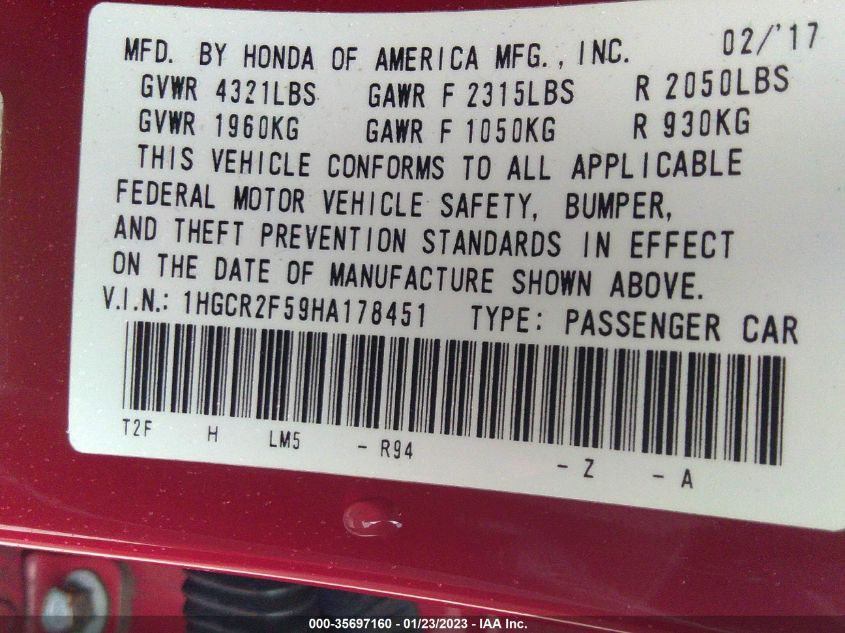 MFD. BY HONDA OF AMERICA MFG., INC. 02/'17
GVWR 4321LBS GAWR F 2315LBS R 2050LBS
GVWR 1960KG GAWR F 1050KG R 930KG
THIS VEHICLE CONFORMS TO ALL APPLICABLE
FEDERAL MOTOR VEHICLE SAFETY, BUMPER,
AND THEFT PREVENTION STANDARDS IN EFFECT
ON THE DATE OF MANUFACTURE SHOWN ABOVE.
V.I.N.: 1HGCR2F59HA178451 TYPE: PASSENGER CAR
T2F H LM5 - R94 - Z - A
000-35697160 - 01/23/2023 - IAA Inc.